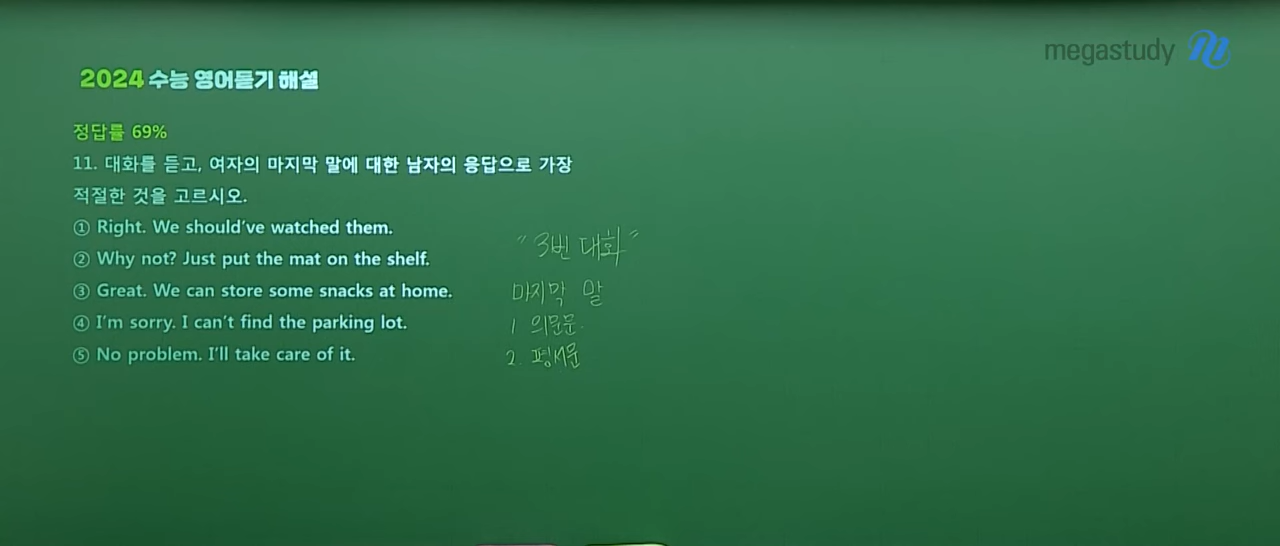 megastudy
2024 수능 영어듣기 해설
정답률 69%
11. 대화를 듣고, 여자의 마지막 말에 대한 남자의 응답으로 가장
적절한 것을 고르시오.
① Right. We should've watched them.
② Why not? Just put the mat on the shelf.
③ Great. We can store some snacks at home.
④ I'm sorry. I can't find the parking lot.
⑤ No problem. I'll take care of it.
"3번 대화"
마지막 말
1 의문문.
2. 평서문